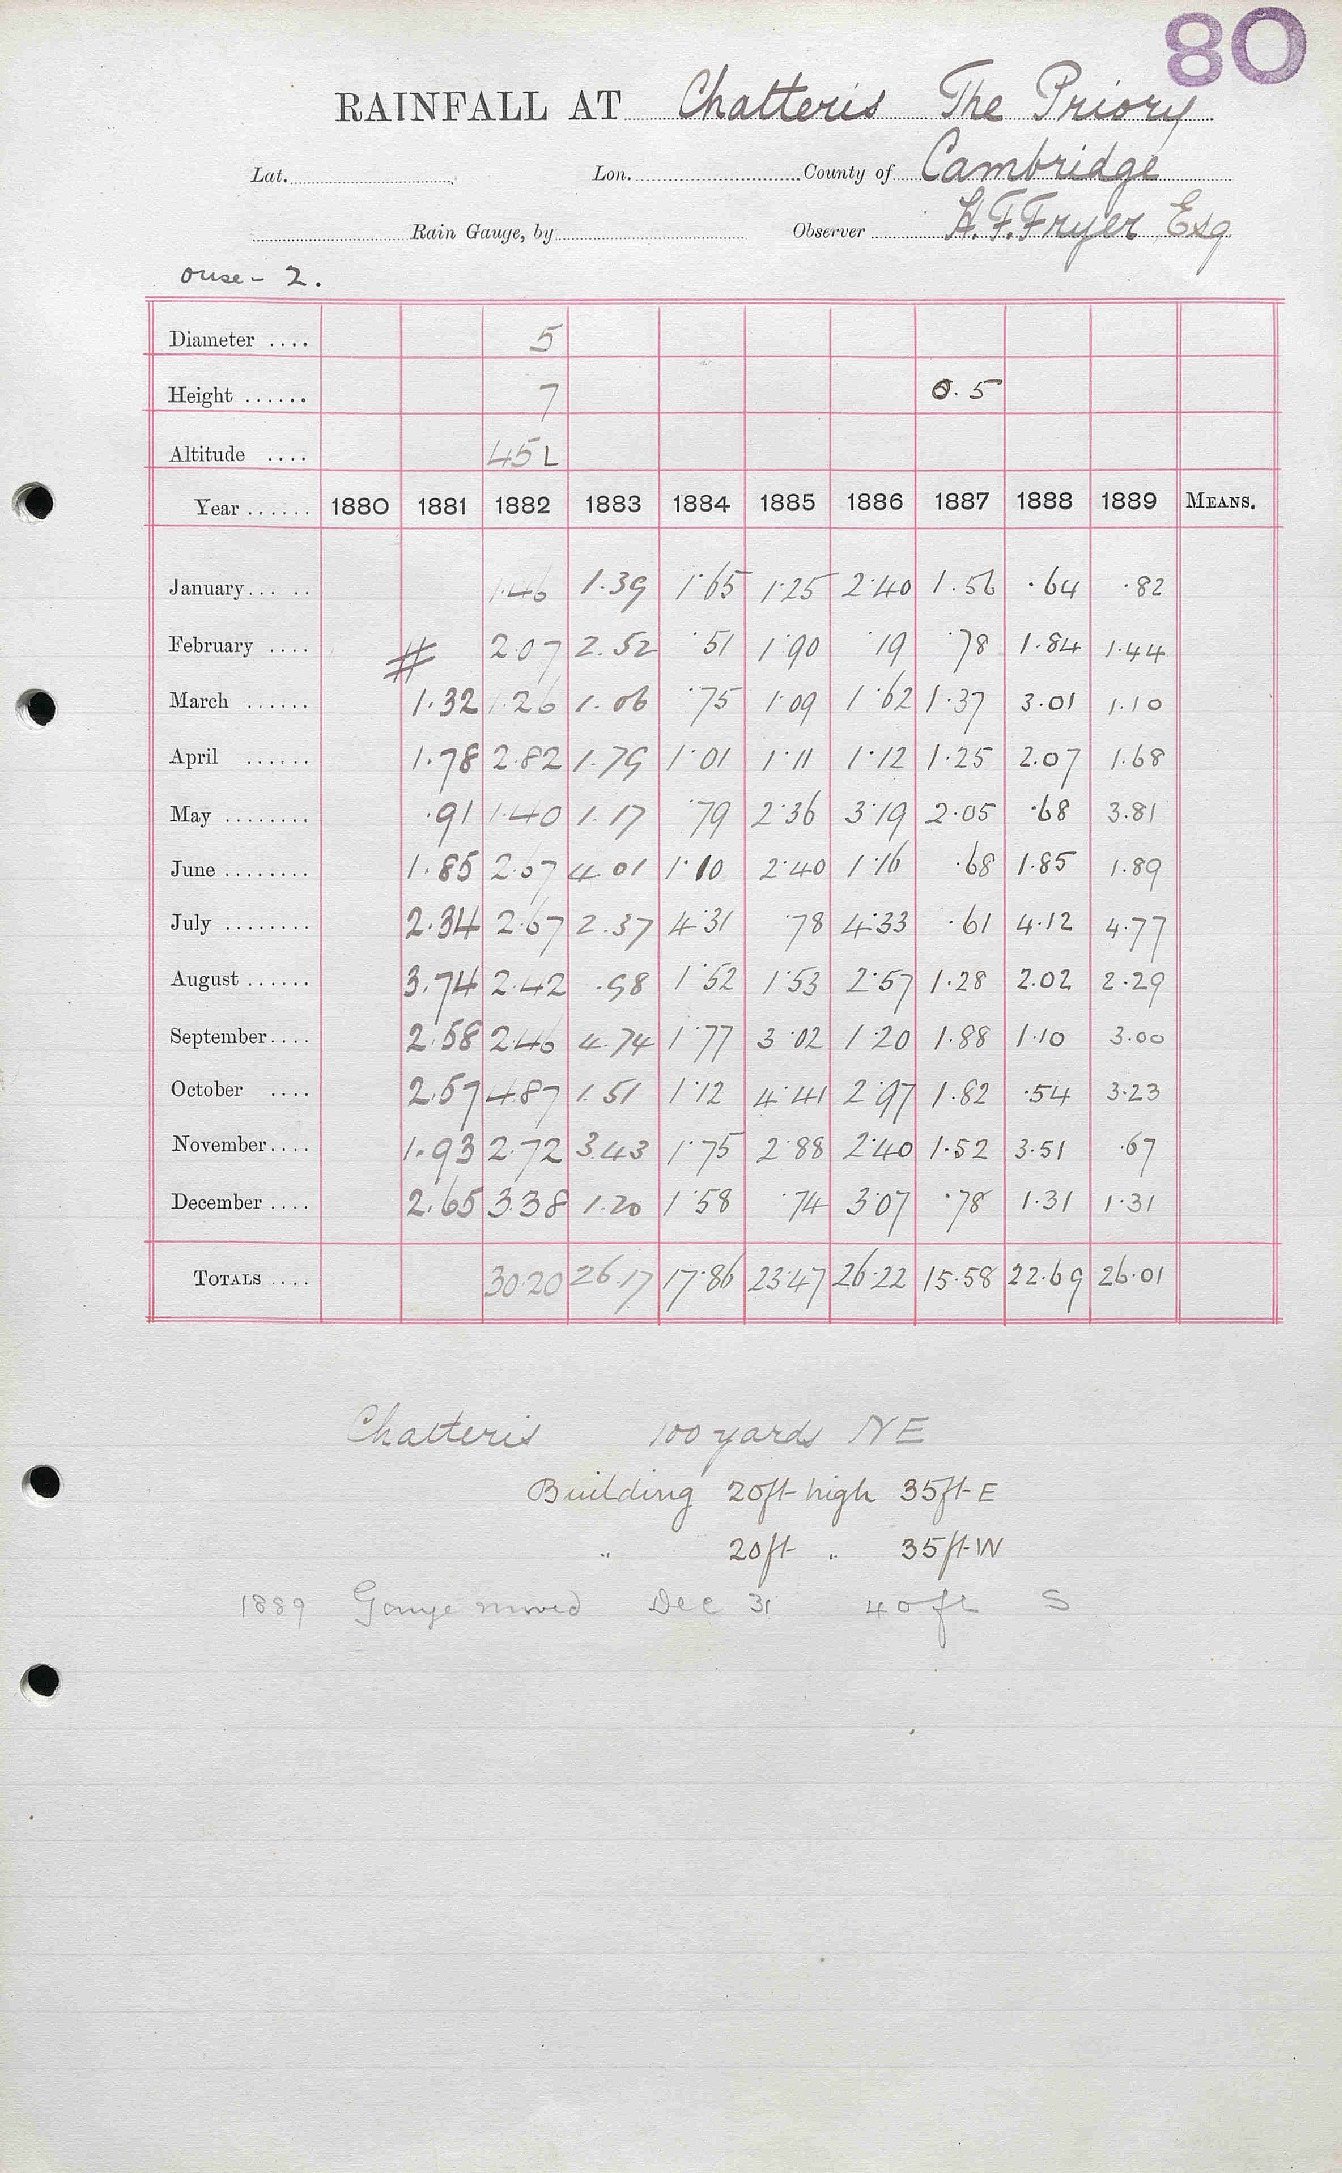 80
RAINFALL AT Chatteris The Priory
Lat. Lon. County of Cambridge
Rain Gauge, by Observer H. F. Fryer Esq
ouse - 2.
Diameter .... 5
Height ...... 7 0.5
Altitude .... 45 L
Year ...... 1880 1881 1882 1883 1884 1885 1886 1887 1888 1889 MEANS.
January ...... 1.46 1.39 1.65 1.25 2.40 1.56 .64 .82
February .... # 2.07 2.52 .51 1.90 .19 .78 1.84 1.44
March ...... 1.32 1.26 1.06 .75 1.09 1.62 1.37 3.01 1.10
April ...... 1.78 2.82 1.79 1.01 1.11 1.12 1.25 2.07 1.68
May ........ .91 1.40 1.17 .79 2.36 3.19 2.05 .68 3.81
June ........ 1.85 2.67 4.01 1.10 2.40 1.16 .68 1.85 1.89
July ........ 2.34 2.67 2.37 4.31 .78 4.33 .61 4.12 4.77
August ...... 3.74 2.42 .98 1.52 1.53 2.57 1.28 2.02 2.29
September.... 2.58 2.46 4.74 1.77 3.02 1.20 1.88 1.10 3.00
October .... 2.57 4.87 1.51 1.12 4.41 2.97 1.82 .54 3.23
November.... 1.93 2.72 3.43 1.75 2.88 2.40 1.52 3.51 .67
December .... 2.65 3.38 1.20 1.58 .74 3.07 .78 1.31 1.31
TOTALS .... 30.20 26.17 17.86 23.47 26.22 15.58 22.69 26.01
Chatteris 100 yards NE
Building 20ft high 35ft E
" 20ft " 35ft W
1889 Gauge moved Dec 31 40 ft S